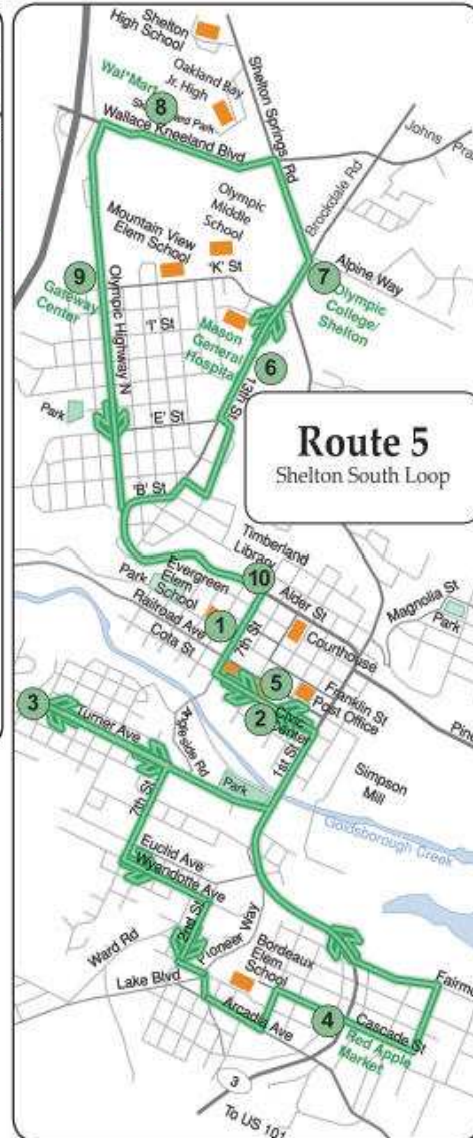 Shelton
High School
Oakland Bay
Jr. High
Wal*Mart
8
Wallace Kneeland Blvd
Shelton Springs Rd
Johns
Brockdale Rd
Olympic
Middle
School
Mountain View
Elem School
'K' St
9
Gateway
Center
Olympic Highway N
7
Alpine Way
Olympic
College/
Shelton
'I' St
Mason
General
Hospital
6
13th St
Park
'E' St
Route 5
Shelton South Loop
'B' St
Timberland
Library
Evergreen
Elem
School
10
Alder St
Magnolia St
Park
Park
Railroad Ave
Cota St
1
7th St
Courthouse
3
5
2
Civic
Center
Franklin St
Post Office
Turner Ave
1st St
Park
Simpson
Mill
Goldsborough Creek
7th St
Euclid Ave
Wyandotte Ave
2nd St
Pioneer Way
Ward Rd
Bordeaux
Elem
School
Lake Blvd
Arcadia Ave
4
Cascade St
Red Apple
Market
3
To US 101